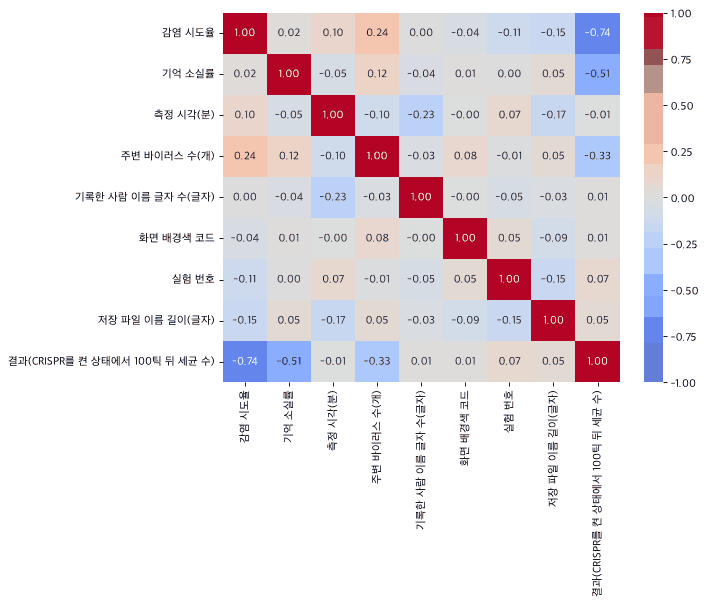 감염 시도율 1.00 0.02 0.10 0.24 0.00 -0.04 -0.11 -0.15 -0.74
기억 소실률 0.02 1.00 -0.05 0.12 -0.04 0.01 0.00 0.05 -0.51
측정 시각(분) 0.10 -0.05 1.00 -0.10 -0.23 -0.00 0.07 -0.17 -0.01
주변 바이러스 수(개) 0.24 0.12 -0.10 1.00 -0.03 0.08 -0.01 0.05 -0.33
기록한 사람 이름 글자 수(글자) 0.00 -0.04 -0.23 -0.03 1.00 -0.00 -0.05 -0.03 0.01
화면 배경색 코드 -0.04 0.01 -0.00 0.08 -0.00 1.00 0.05 -0.09 0.01
실험 번호 -0.11 0.00 0.07 -0.01 -0.05 0.05 1.00 -0.15 0.07
저장 파일 이름 길이(글자) -0.15 0.05 -0.17 0.05 -0.03 -0.09 -0.15 1.00 0.05
결과(CRISPR를 켠 상태에서 100틱 뒤 세균 수) -0.74 -0.51 -0.01 -0.33 0.01 0.01 0.07 0.05 1.00
감염 시도율
기억 소실률
측정 시각(분)
주변 바이러스 수(개)
기록한 사람 이름 글자 수(글자)
화면 배경색 코드
실험 번호
저장 파일 이름 길이(글자)
결과(CRISPR를 켠 상태에서 100틱 뒤 세균 수)
1.00
0.75
0.50
0.25
0.00
-0.25
-0.50
-0.75
-1.00